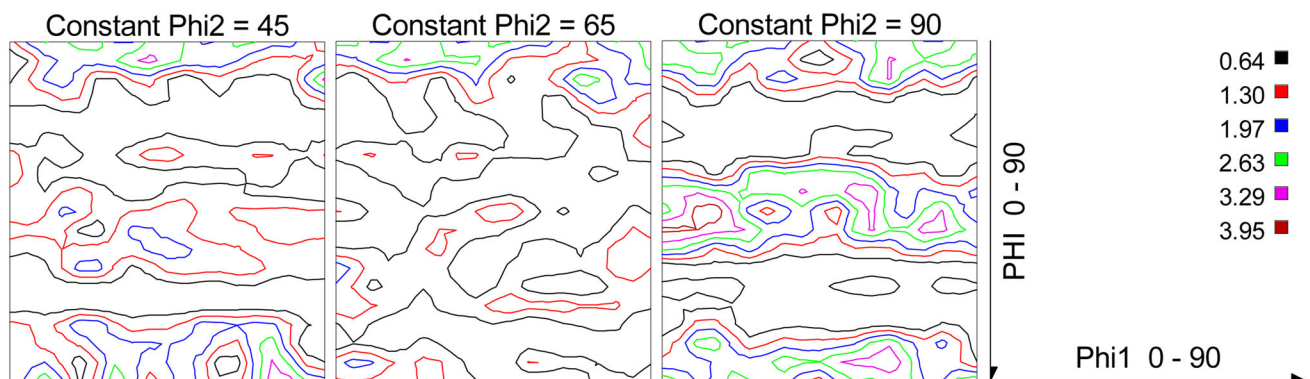 Constant Phi2 = 45
Constant Phi2 = 65
Constant Phi2 = 90
0.64
1.30
1.97
2.63
3.29
3.95
PHI 0 - 90
Phi1 0 - 90